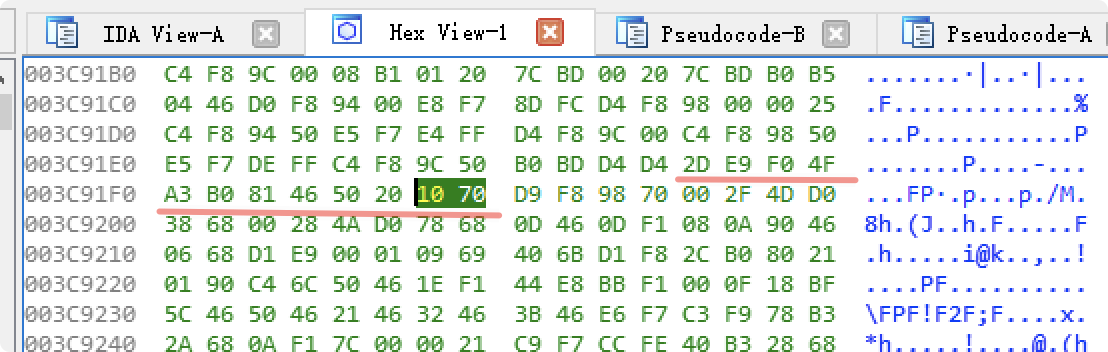 IDA View-A Hex View-1 Pseudocode-B Pseudocode-A
003C91B0 C4 F8 9C 00 08 B1 01 20 7C BD 00 20 7C BD B0 B5 .......·|..·|...
003C91C0 04 46 D0 F8 94 00 E8 F7 8D FC D4 F8 98 00 00 25 .F.............%
003C91D0 C4 F8 94 50 E5 F7 E4 FF D4 F8 9C 00 C4 F8 98 50 ...P...........P
003C91E0 E5 F7 DE FF C4 F8 9C 50 B0 BD D4 D4 2D E9 F0 4F .......P....-...
003C91F0 A3 B0 81 46 50 20 10 70 D9 F8 98 70 00 2F 4D D0 ...FP·.p...p./M.
003C9200 38 68 00 28 4A D0 78 68 0D 46 0D F1 08 0A 90 46 8h.(J..h.F.....F
003C9210 06 68 D1 E9 00 01 09 69 40 6B D1 F8 2C B0 80 21 .h.....i@k..,..!
003C9220 01 90 C4 6C 50 46 1E F1 44 E8 BB F1 00 0F 18 BF ....PF..........
003C9230 5C 46 50 46 21 46 32 46 3B 46 E6 F7 C3 F9 78 B3 \FPF!F2F;F....x.
003C9240 2A 68 0A F1 7C 00 00 21 C9 F7 CC FE 40 B3 28 68 *h.....!....@.(h